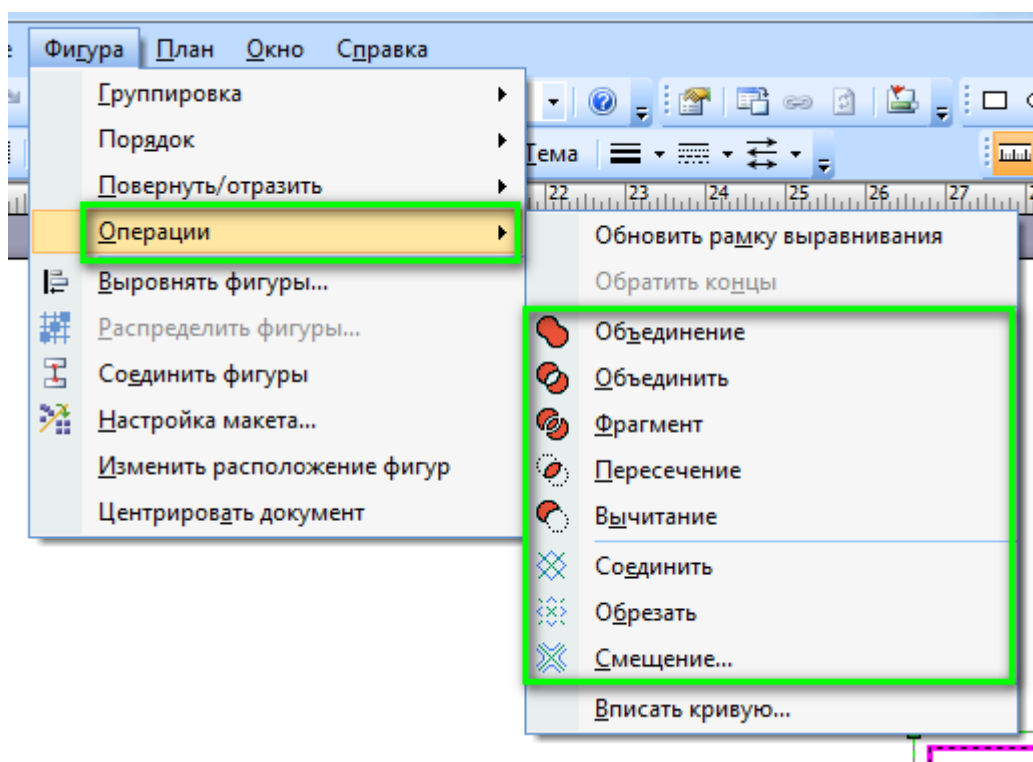 Фигура План Окно Справка
Группировка
Порядок
Повернуть/отразить
Операции
Выровнять фигуры...
Распределить фигуры...
Соединить фигуры
Настройка макета...
Изменить расположение фигур
Центрировать документ
Тема
22 23 24 25 26 27
Обновить рамку выравнивания
Обратить концы
Объединение
Объединить
Фрагмент
Пересечение
Вычитание
Соединить
Обрезать
Смещение...
Вписать кривую...